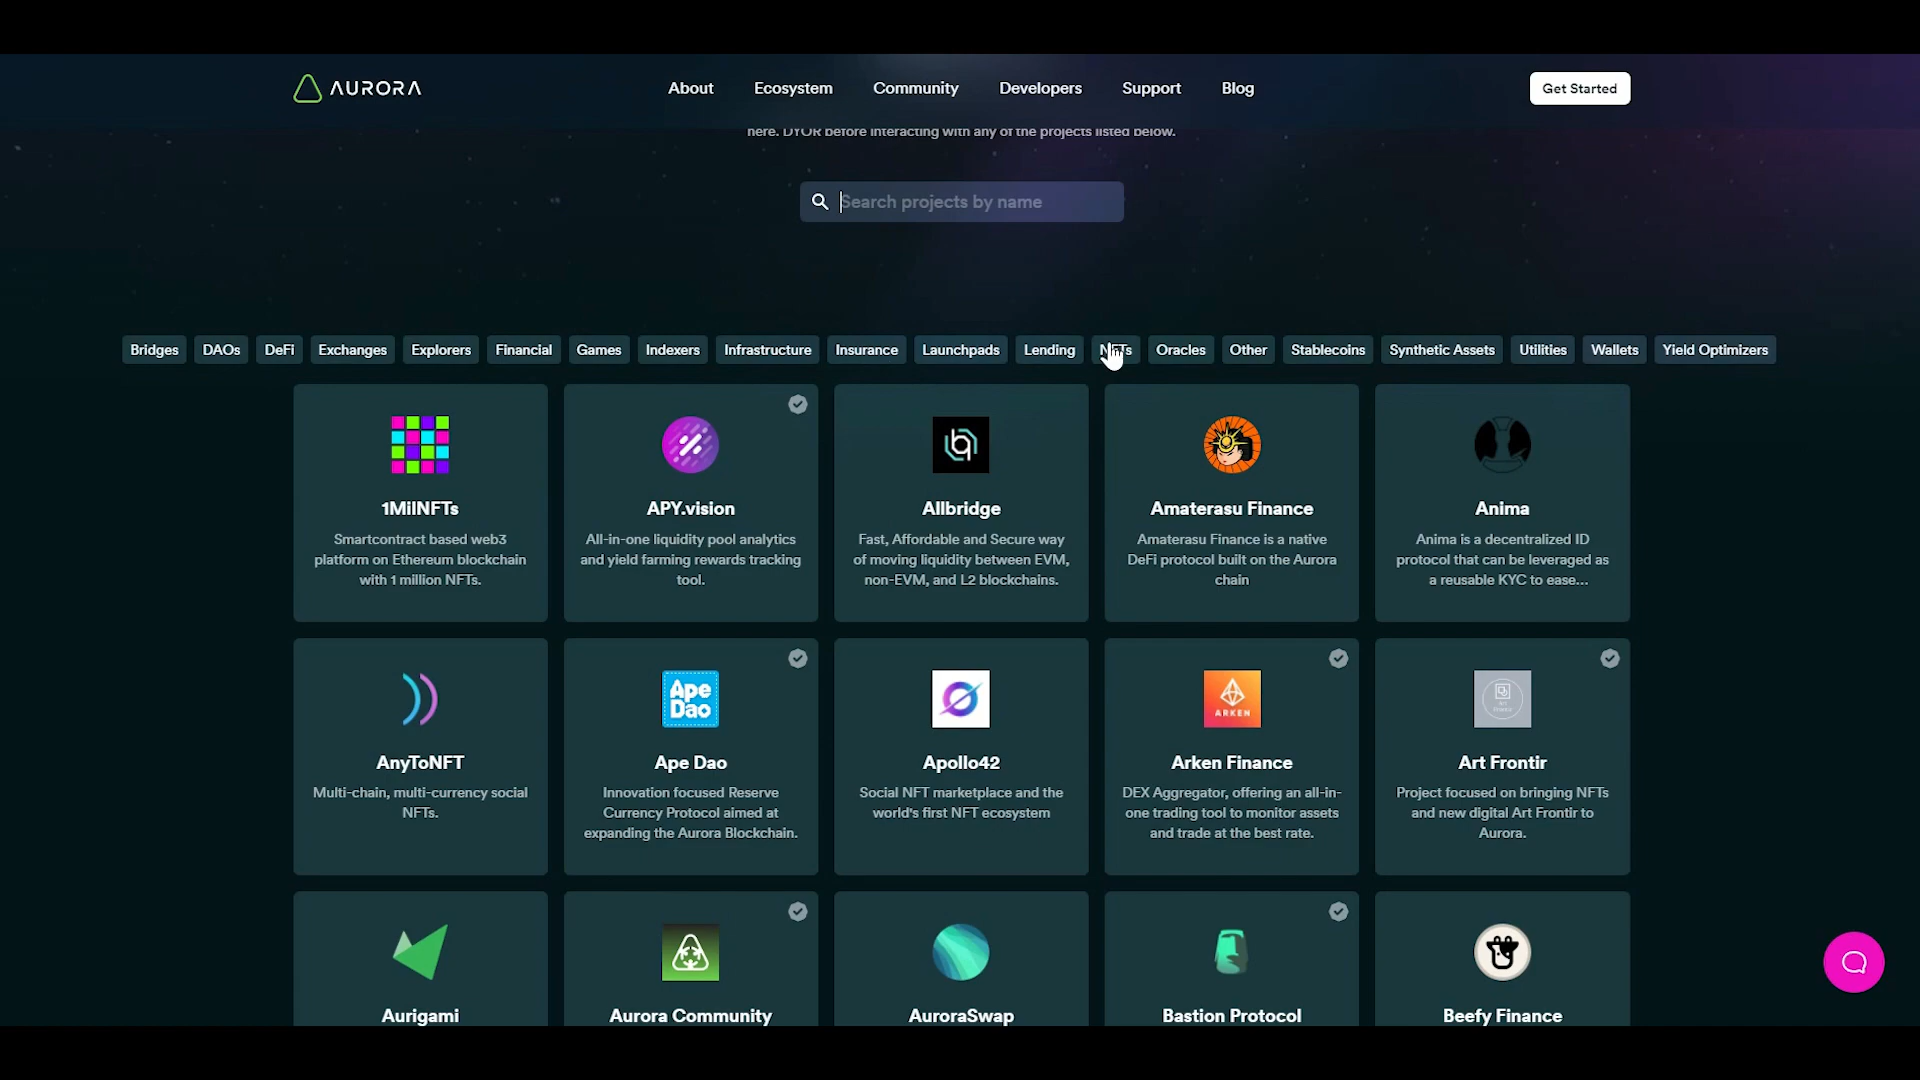 AURORA
About
Ecosystem
Community
Developers
Support
Blog
Get Started
here. DYOR before interacting with any of the projects listed below.
Search projects by name
Bridges
DAOs
DeFi
Exchanges
Explorers
Financial
Games
Indexers
Infrastructure
Insurance
Launchpads
Lending
NFTs
Oracles
Other
Stablecoins
Synthetic Assets
Utilities
Wallets
Yield Optimizers
1MilNFTs
Smartcontract based web3
platform on Ethereum blockchain
with 1 million NFTs.
APY.vision
All-in-one liquidity pool analytics
and yield farming rewards tracking
tool.
Allbridge
Fast, Affordable and Secure way
of moving liquidity between EVM,
non-EVM, and L2 blockchains.
Amaterasu Finance
Amaterasu Finance is a native
DeFi protocol built on the Aurora
chain
Anima
Anima is a decentralized ID
protocol that can be leveraged as
a reusable KYC to ease...
AnyToNFT
Multi-chain, multi-currency social
NFTs.
Ape
Dao
Ape Dao
Innovation focused Reserve
Currency Protocol aimed at
expanding the Aurora Blockchain.
Apollo42
Social NFT marketplace and the
world's first NFT ecosystem
ARKEN
Arken Finance
DEX Aggregator, offering an all-in-
one trading tool to monitor assets
and trade at the best rate.
Art Frontir
Project focused on bringing NFTs
and new digital Art Frontir to
Aurora.
Aurigami
Aurora Community
AuroraSwap
Bastion Protocol
Beefy Finance